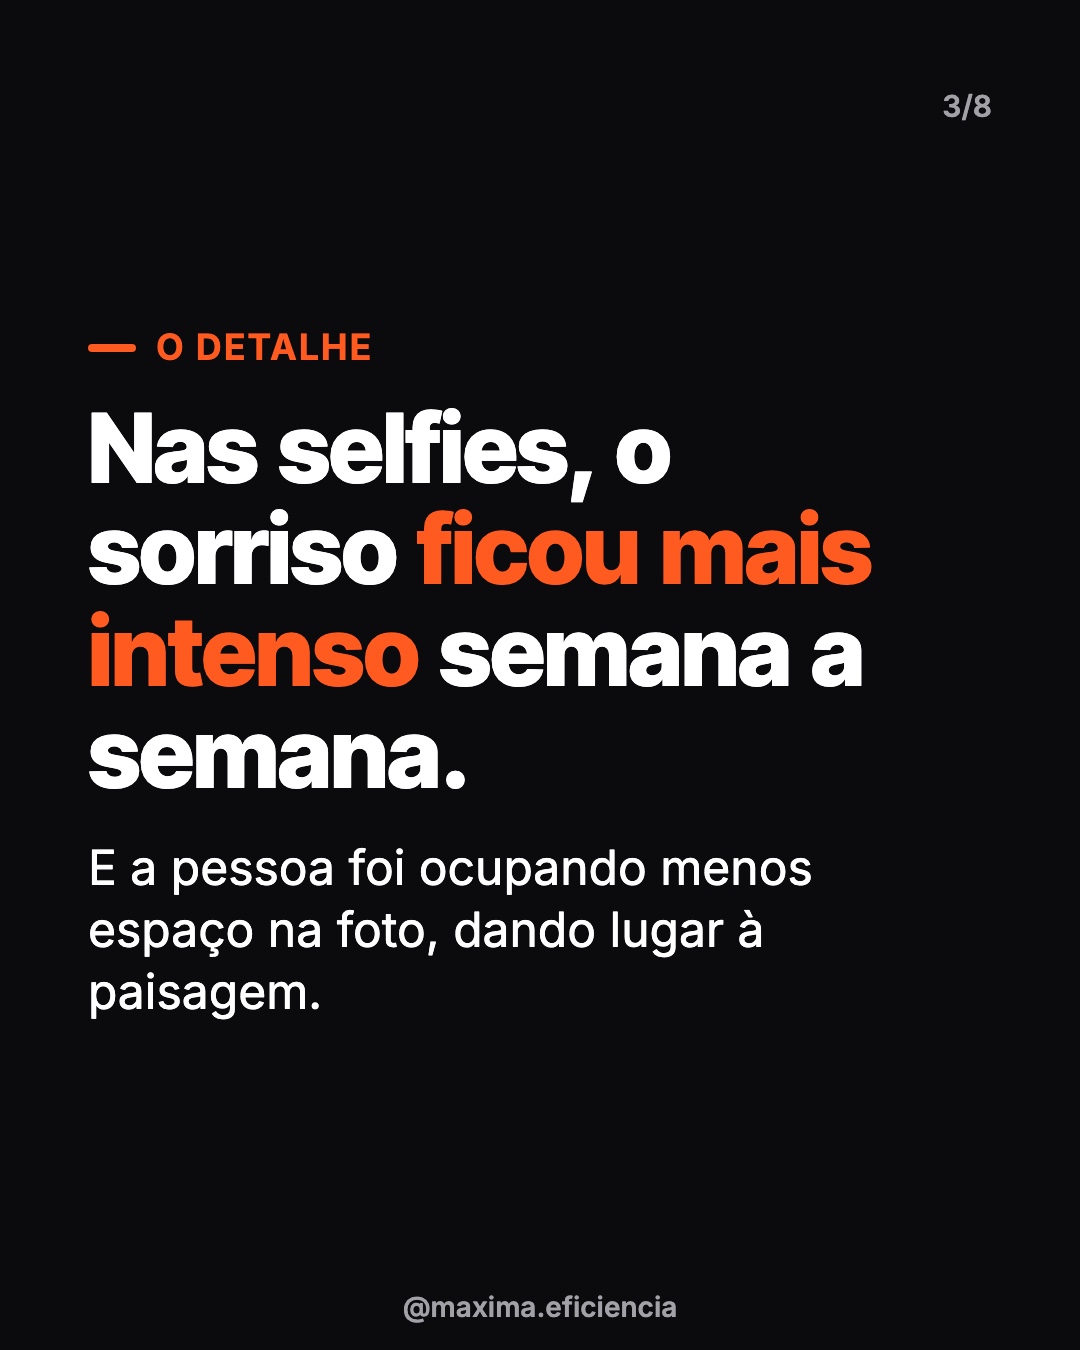 3/8
O DETALHE
Nas selfies, o
sorriso ficou mais
intenso semana a
semana.
E a pessoa foi ocupando menos
espaço na foto, dando lugar à
paisagem.
@maxima.eficiencia